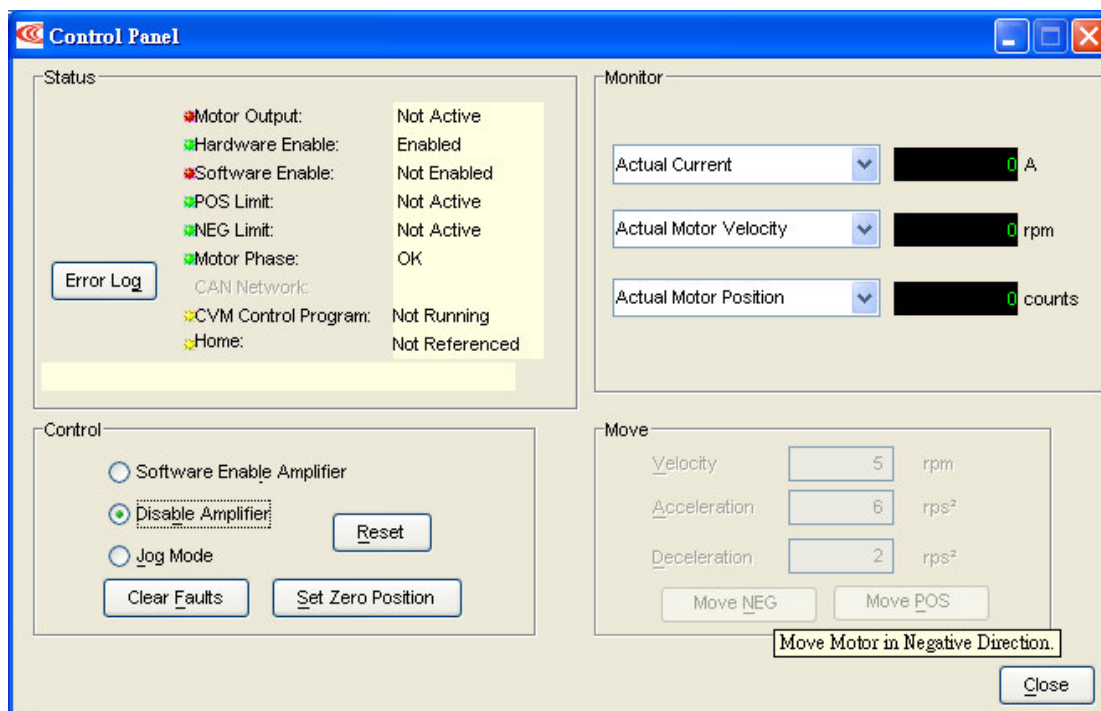 Control Panel
Status
Motor Output: Not Active
Hardware Enable: Enabled
Software Enable: Not Enabled
POS Limit: Not Active
NEG Limit: Not Active
Motor Phase: OK
Error Log
CAN Network:
CVM Control Program: Not Running
Home: Not Referenced
Monitor
Actual Current 0 A
Actual Motor Velocity 0 rpm
Actual Motor Position 0 counts
Control
Software Enable Amplifier
Disable Amplifier
Jog Mode
Reset
Clear Faults Set Zero Position
Move
Velocity 5 rpm
Acceleration 6 rps²
Deceleration 2 rps²
Move NEG Move POS
Move Motor in Negative Direction.
Close